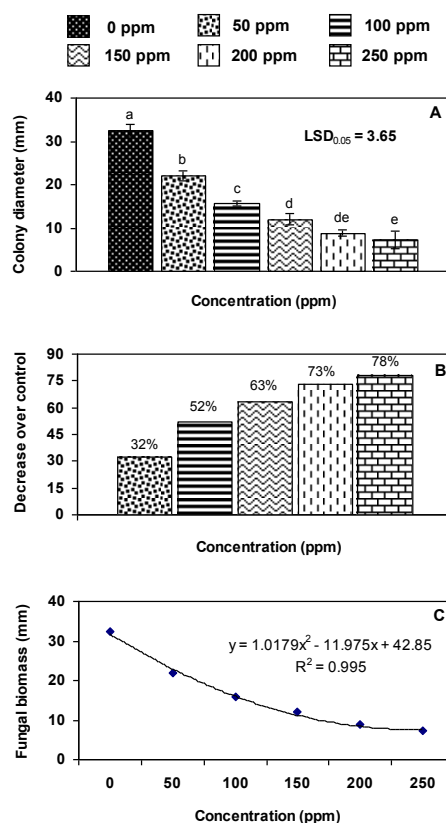 0 ppm 50 ppm 100 ppm
150 ppm 200 ppm 250 ppm
A
LSD0.05 = 3.65
Colony diameter (mm)
40
30
20
10
0
a
b
c
d
de
e
Concentration (ppm)
B
Decrease over control
90
75
60
45
30
15
0
32%
52%
63%
73%
78%
Concentration (ppm)
C
Fungal biomass (mm)
40
30
20
10
0
y = 1.0179x² - 11.975x + 42.85
R² = 0.995
0 50 100 150 200 250
Concentration (ppm)